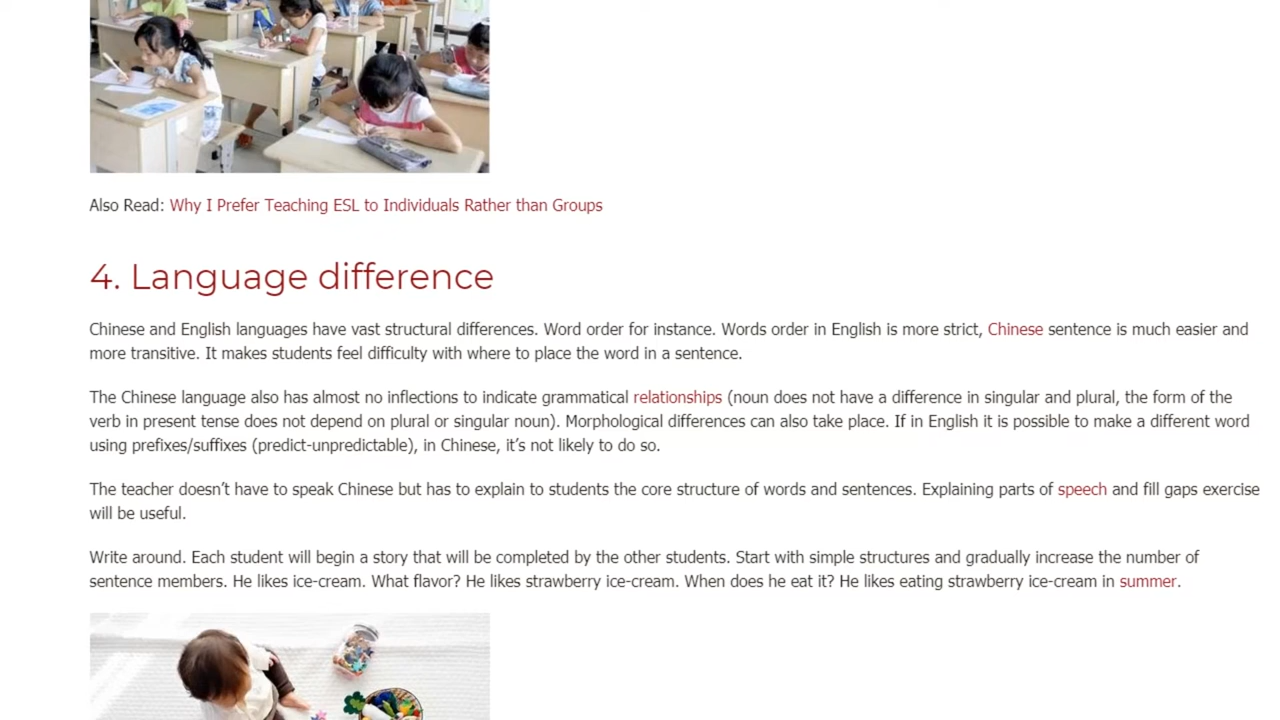 Also Read: Why I Prefer Teaching ESL to Individuals Rather than Groups
4. Language difference
Chinese and English languages have vast structural differences. Word order for instance. Words order in English is more strict, Chinese sentence is much easier and
more transitive. It makes students feel difficulty with where to place the word in a sentence.
The Chinese language also has almost no inflections to indicate grammatical relationships (noun does not have a difference in singular and plural, the form of the
verb in present tense does not depend on plural or singular noun). Morphological differences can also take place. If in English it is possible to make a different word
using prefixes/suffixes (predict-unpredictable), in Chinese, it’s not likely to do so.
The teacher doesn’t have to speak Chinese but has to explain to students the core structure of words and sentences. Explaining parts of speech and fill gaps exercise
will be useful.
Write around. Each student will begin a story that will be completed by the other students. Start with simple structures and gradually increase the number of
sentence members. He likes ice-cream. What flavor? He likes strawberry ice-cream. When does he eat it? He likes eating strawberry ice-cream in summer.